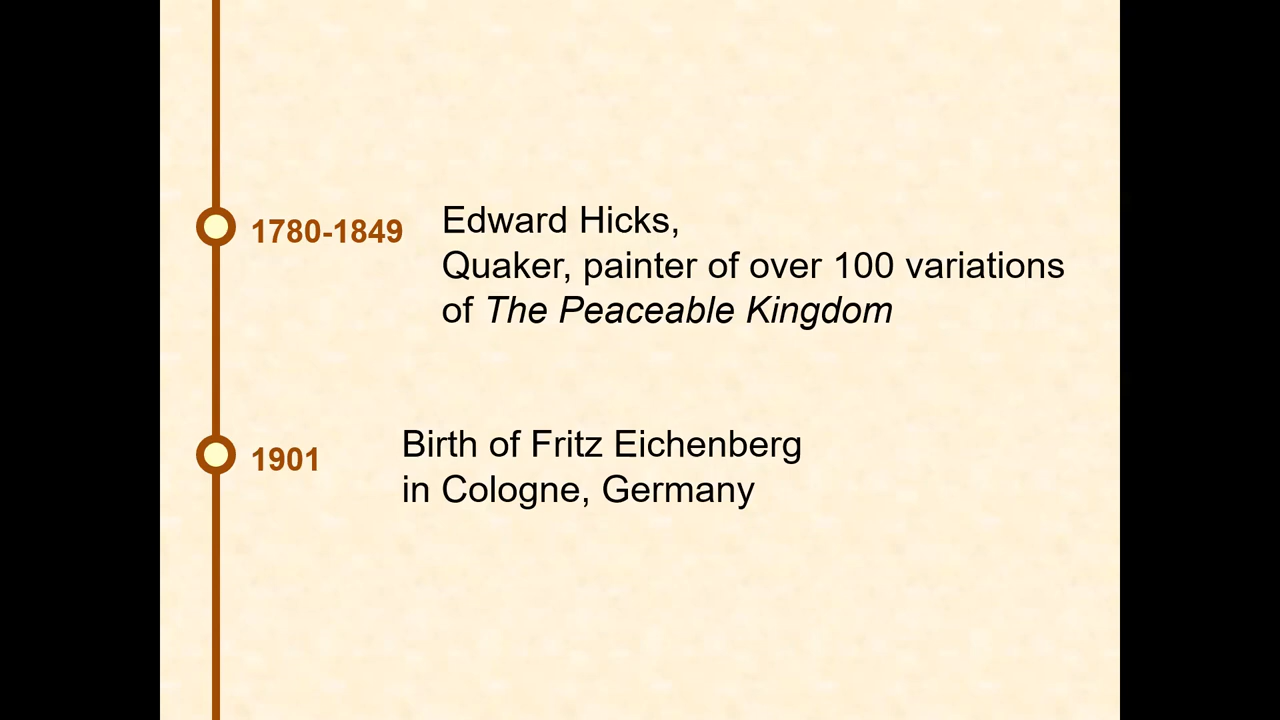 1780-1849
Edward Hicks,
Quaker, painter of over 100 variations
of The Peaceable Kingdom
1901
Birth of Fritz Eichenberg
in Cologne, Germany